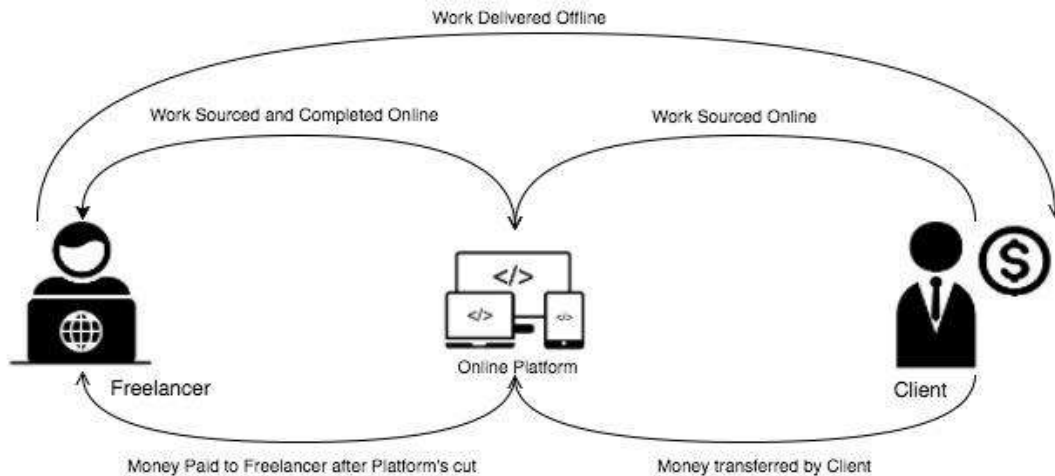 Work Delivered Offline
Work Sourced and Completed Online
Work Sourced Online
$
</>
</>
</>
Online Platform
Freelancer
Client
Money Paid to Freelancer after Platform's cut
Money transferred by Client